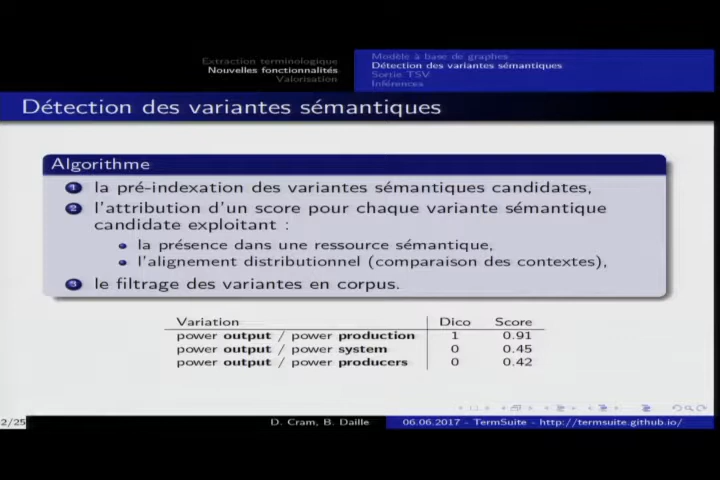 Extraction terminologique
Nouvelles fonctionnalités
Valorisation
Modèle à base de graphes
Détection des variantes sémantiques
Sortie TSV
Inférences
Détection des variantes sémantiques
Algorithme
1 la pré-indexation des variantes sémantiques candidates,
2 l'attribution d'un score pour chaque variante sémantique
candidate exploitant :
la présence dans une ressource sémantique,
l'alignement distributionnel (comparaison des contextes),
3 le filtrage des variantes en corpus.
Variation Dico Score
power output / power production 1 0.91
power output / power system 0 0.45
power output / power producers 0 0.42
2/25 D. Cram, B. Daille 06.06.2017 - TermSuite - http://termsuite.github.io/